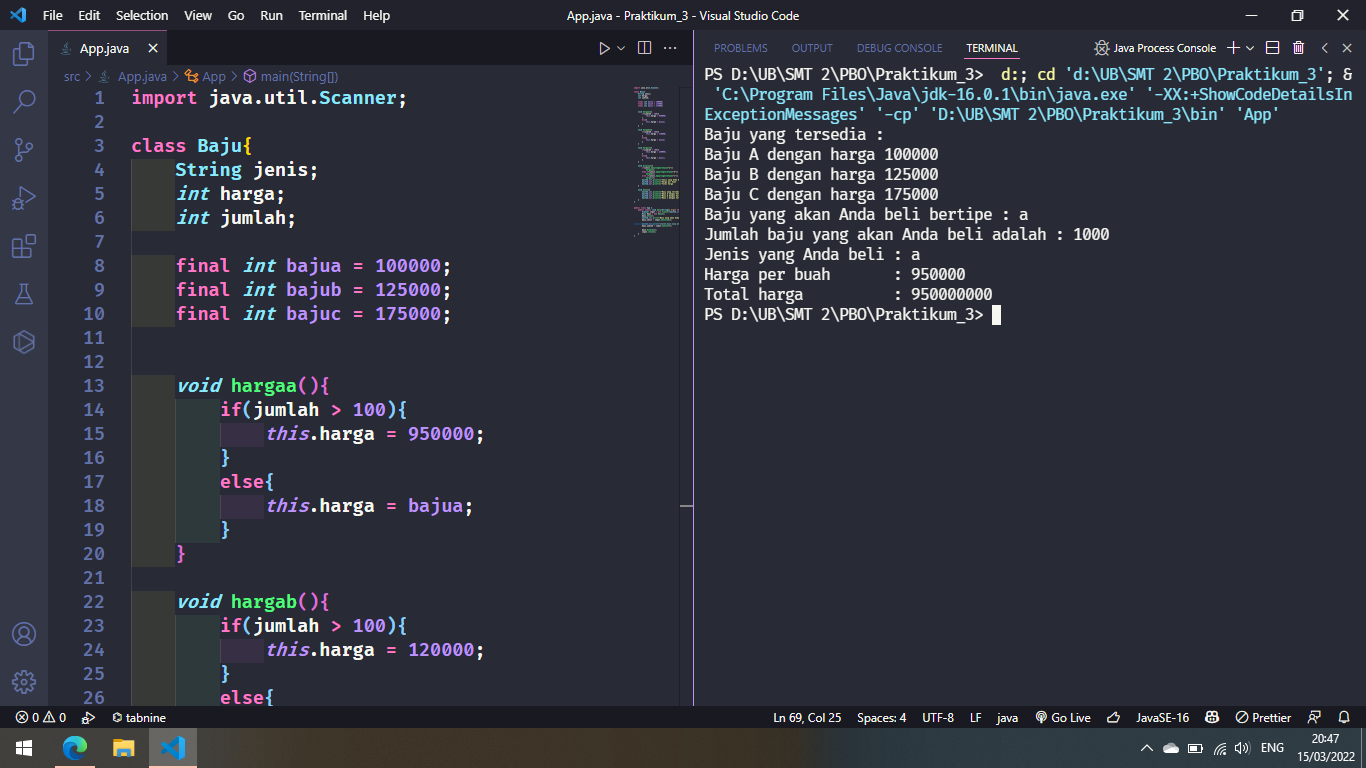 File Edit Selection View Go Run Terminal Help App.java - Praktikum_3 - Visual Studio Code
App.java
src > App.java > App > main(String[])
1 import java.util.Scanner;
2
3 class Baju{
4 String jenis;
5 int harga;
6 int jumlah;
7
8 final int bajua = 100000;
9 final int bajub = 125000;
10 final int bajuc = 175000;
11
12
13 void hargaa(){
14 if(jumlah > 100){
15 this.harga = 950000;
16 }
17 else{
18 this.harga = bajua;
19 }
20 }
21
22 void hargab(){
23 if(jumlah > 100){
24 this.harga = 120000;
25 }
26 else{
PROBLEMS OUTPUT DEBUG CONSOLE TERMINAL Java Process Console
PS D:\UB\SMT 2\PBO\Praktikum_3> d:; cd 'd:\UB\SMT 2\PBO\Praktikum_3'; &
'C:\Program Files\Java\jdk-16.0.1\bin\java.exe' '-XX:+ShowCodeDetailsIn
ExceptionMessages' '-cp' 'D:\UB\SMT 2\PBO\Praktikum_3\bin' 'App'
Baju yang tersedia :
Baju A dengan harga 100000
Baju B dengan harga 125000
Baju C dengan harga 175000
Baju yang akan Anda beli bertipe : a
Jumlah baju yang akan Anda beli adalah : 1000
Jenis yang Anda beli : a
Harga per buah : 950000
Total harga : 950000000
PS D:\UB\SMT 2\PBO\Praktikum_3>
0 0 tabnine Ln 69, Col 25 Spaces: 4 UTF-8 LF java Go Live JavaSE-16 Prettier
ENG 20:47
15/03/2022